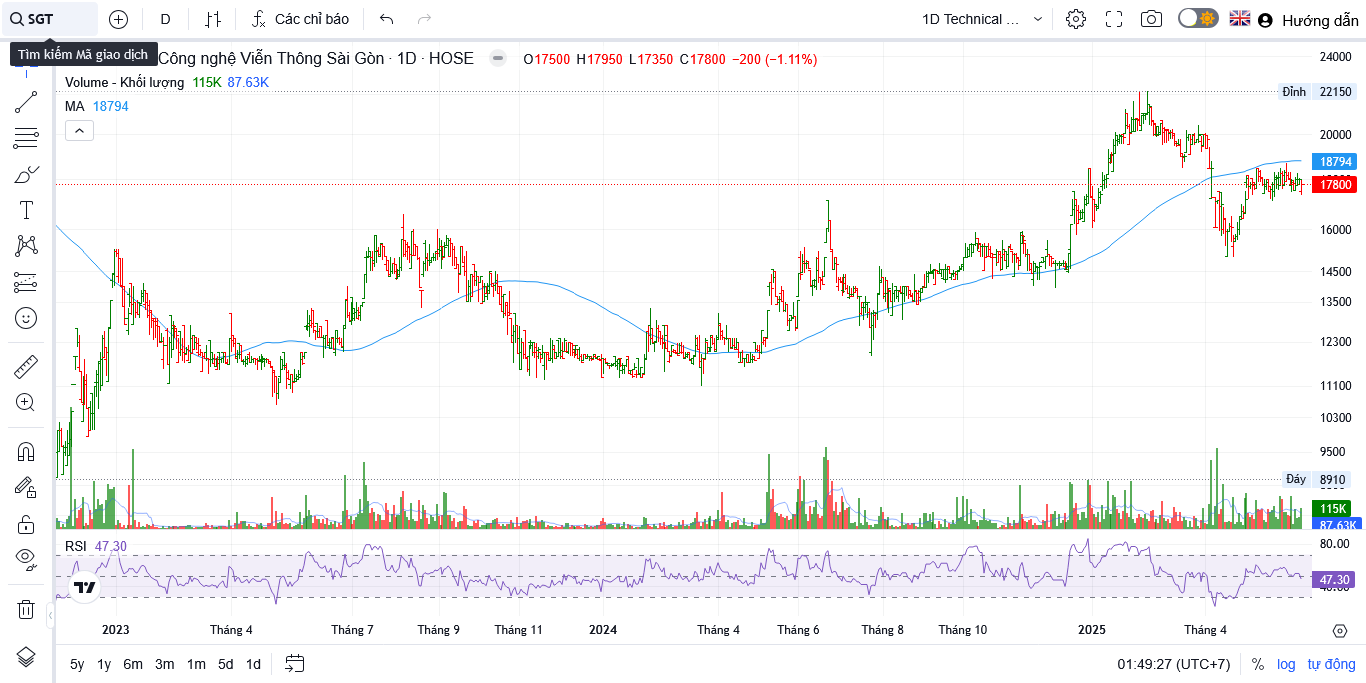 SGT
D
Các chỉ báo
1D Technical ...
Hướng dẫn
Tìm kiếm Mã giao dịch
Công nghệ Viễn Thông Sài Gòn · 1D · HOSE
O17500 H17950 L17350 C17800 −200 (−1.11%)
Volume - Khối lượng 115K 87.63K
MA 18794
24000
Đỉnh 22150
20000
18794
17800
16000
14500
13500
12300
11100
10300
9500
Đáy 8910
115K
87.63K
RSI 47.30
80.00
47.30
40.00
2023 Tháng 4 Tháng 7 Tháng 9 Tháng 11 2024 Tháng 4 Tháng 6 Tháng 8 Tháng 10 2025 Tháng 4
5y 1y 6m 3m 1m 5d 1d
01:49:27 (UTC+7) % log tự động